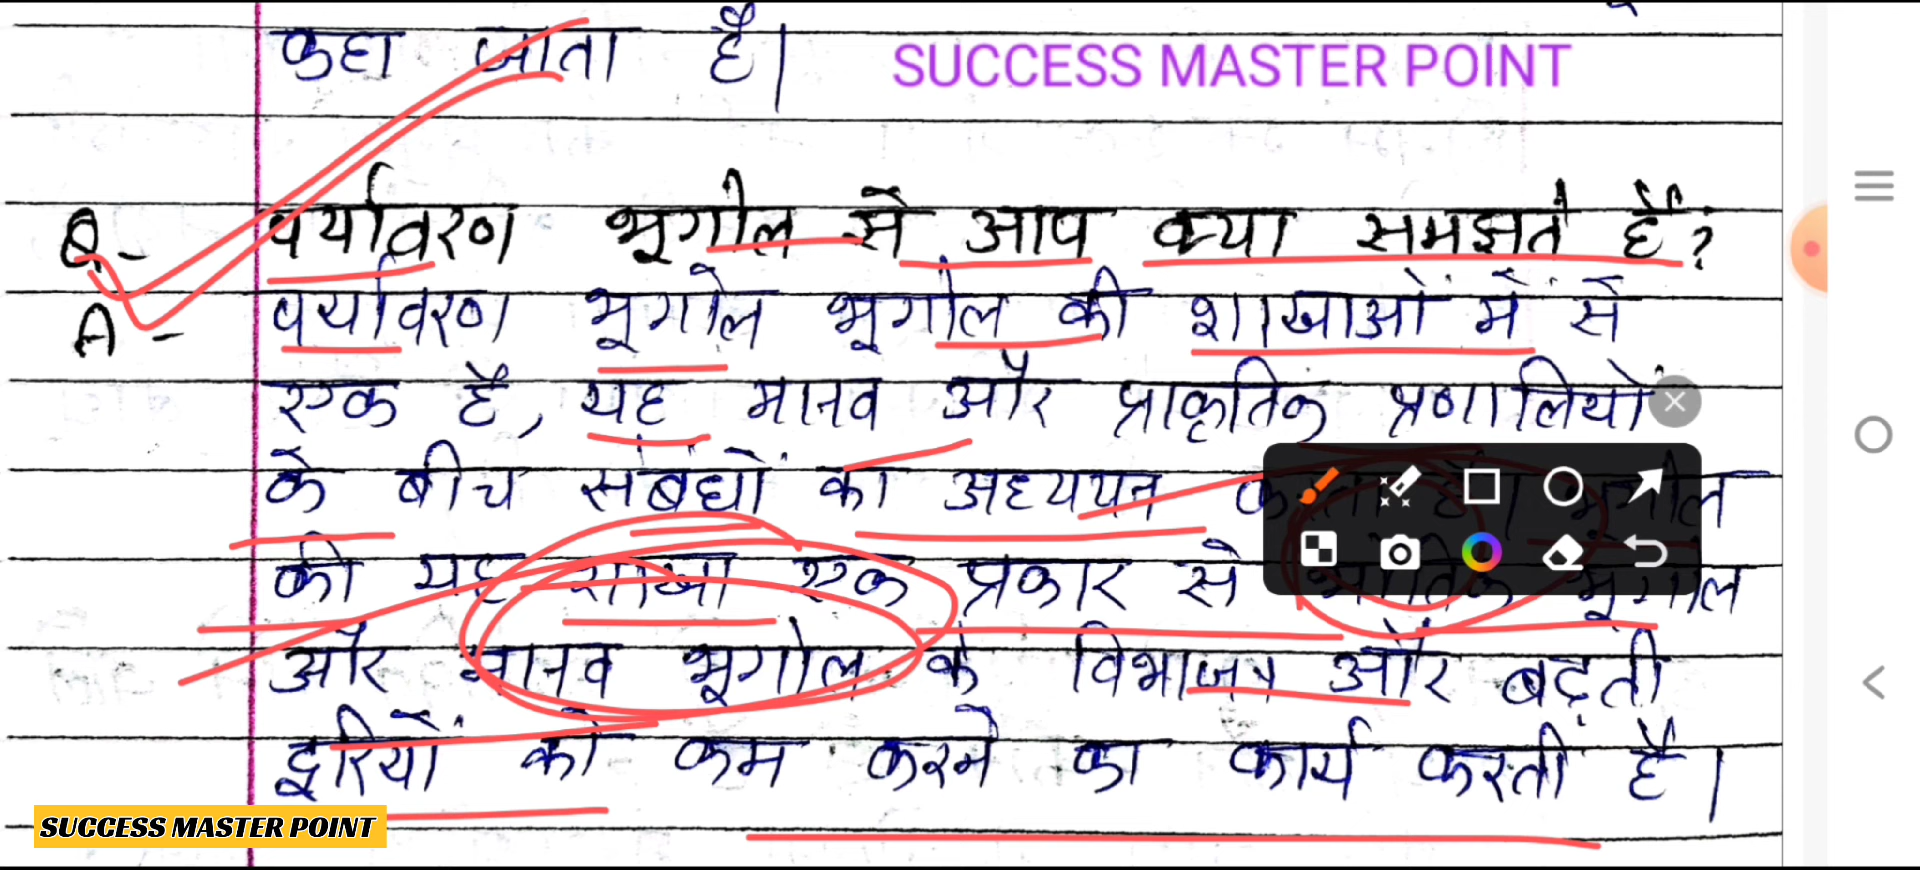 कहा जाता है।
SUCCESS MASTER POINT
Q- पर्यावरण भूगोल से आप क्या समझते हैं?
A- पर्यावरण भूगोल भूगोल की शाखाओं में से
एक है, यह मानव और प्राकृतिक प्रणालियों
के बीच संबंधों का अध्ययन करता है। भूगोल
की यह शाखा एक प्रकार से भौतिक भूगोल
और मानव भूगोल के विभाजन और बढ़ती
दूरियों को कम करने का कार्य करती है।
SUCCESS MASTER POINT